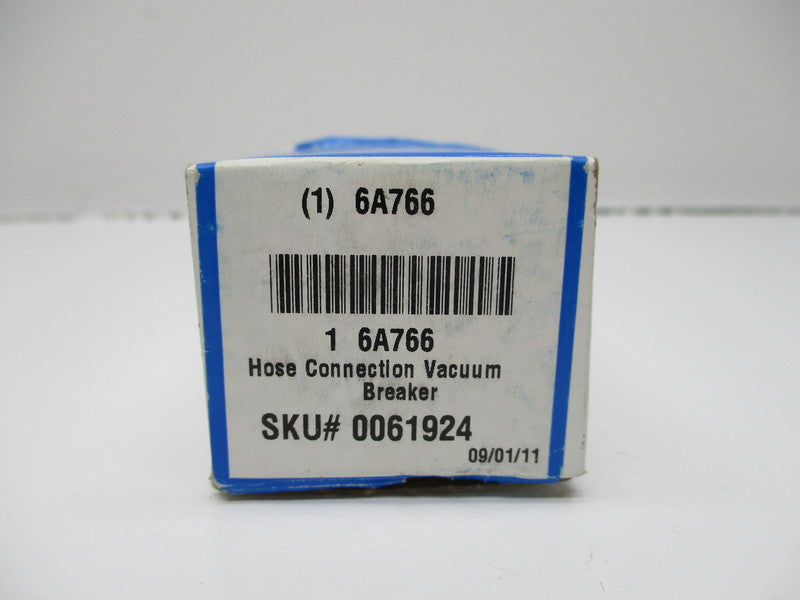 (1) 6A766
1 6A766
Hose Connection Vacuum
Breaker
SKU# 0061924
09/01/11